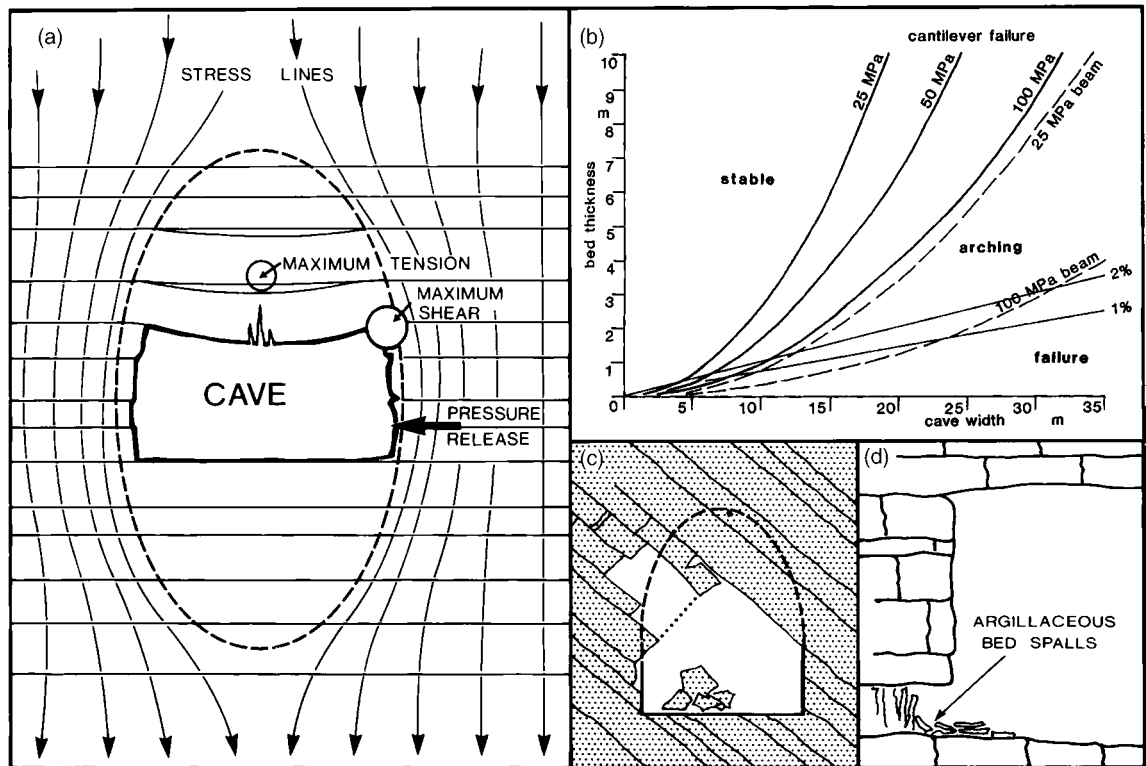 (a)
STRESS LINES
MAXIMUM TENSION
MAXIMUM
SHEAR
CAVE
PRESSURE
RELEASE
(b)
cantilever failure
10
9
m
8
7
6
5
4
3
2
1
bed thickness
25 MPa
50 MPa
100 MPa
25 MPa beam
stable
arching
100 MPa beam
2%
1%
failure
0 5 10 15 20 25 30 35
cave width m
(c)
(d)
ARGILLACEOUS
BED SPALLS